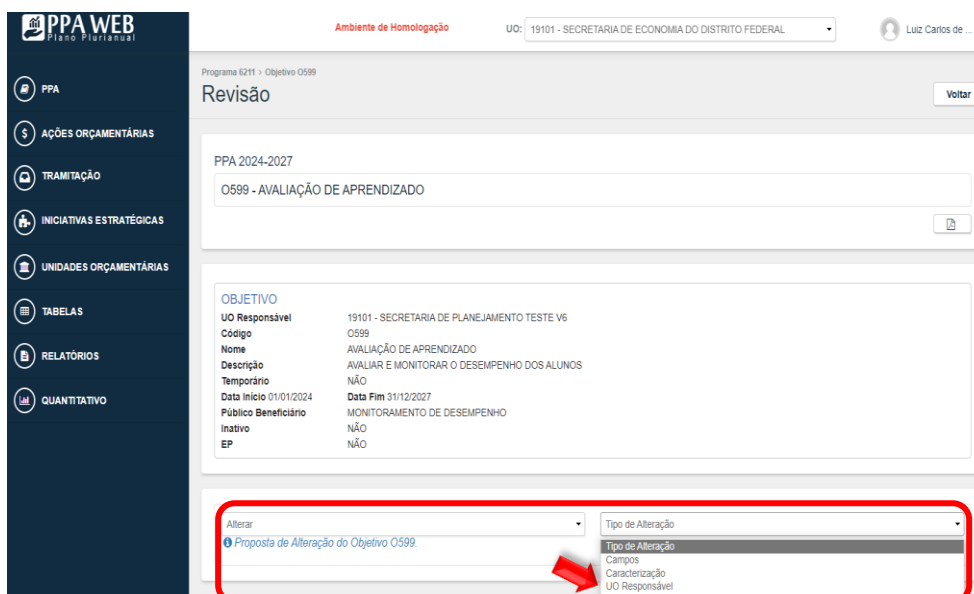 PPA WEB
Plano Plurianual
Ambiente de Homologação
UO: 19101 - SECRETARIA DE ECONOMIA DO DISTRITO FEDERAL
Luiz Carlos de ...
PPA
AÇÕES ORÇAMENTÁRIAS
TRAMITAÇÃO
INICIATIVAS ESTRATÉGICAS
UNIDADES ORÇAMENTÁRIAS
TABELAS
RELATÓRIOS
QUANTITATIVO
Programa 6211 › Objetivo O599
Revisão
Voltar
PPA 2024-2027
O599 - AVALIAÇÃO DE APRENDIZADO
OBJETIVO
UO Responsável 19101 - SECRETARIA DE PLANEJAMENTO TESTE V6
Código O599
Nome AVALIAÇÃO DE APRENDIZADO
Descrição AVALIAR E MONITORAR O DESEMPENHO DOS ALUNOS
Temporário NÃO
Data Início 01/01/2024 Data Fim 31/12/2027
Público Beneficiário MONITORAMENTO DE DESEMPENHO
Inativo NÃO
EP NÃO
Alterar
Proposta de Alteração do Objetivo O599.
Tipo de Alteração
Tipo de Alteração
Campos
Caracterização
UO Responsável